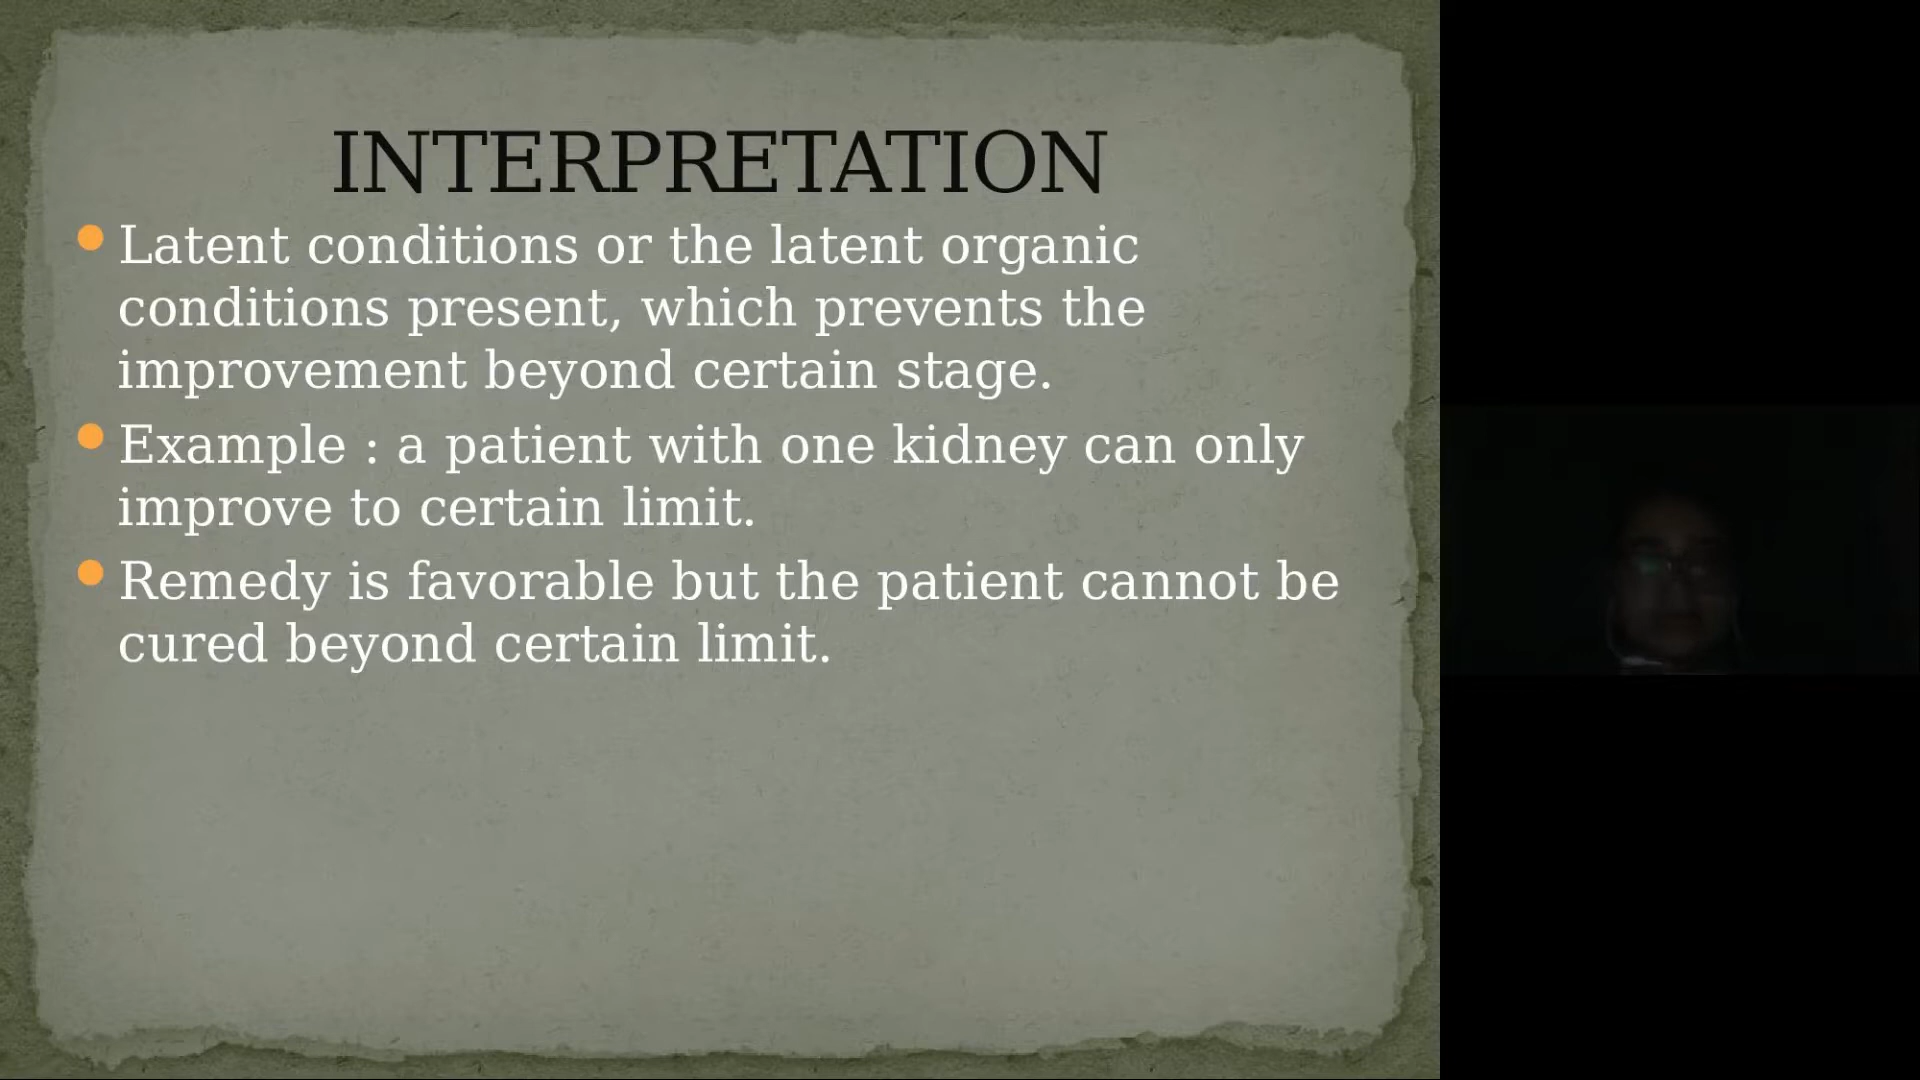 INTERPRETATION
Latent conditions or the latent organic
conditions present, which prevents the
improvement beyond certain stage.
Example : a patient with one kidney can only
improve to certain limit.
Remedy is favorable but the patient cannot be
cured beyond certain limit.